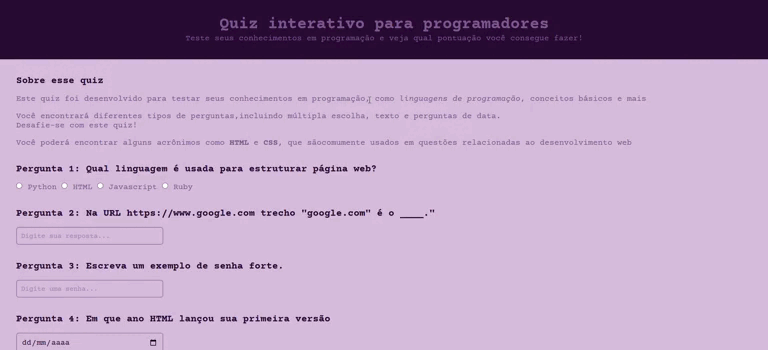 Quiz interativo para programadores
Teste seus conhecimentos em programação e veja qual pontuação você consegue fazer!
Sobre esse quiz
Este quiz foi desenvolvido para testar seus conhecimentos em programação, como linguagens de programação, conceitos básicos e mais
Você encontrará diferentes tipos de perguntas,incluindo múltipla escolha, texto e perguntas de data.
Desafie-se com este quiz!
Você poderá encontrar alguns acrônimos como HTML e CSS, que sãocomumente usados em questões relacionadas ao desenvolvimento web
Pergunta 1: Qual linguagem é usada para estruturar página web?
Python HTML Javascript Ruby
Pergunta 2: Na URL https://www.google.com trecho "google.com" é o ____."
Digite sua resposta...
Pergunta 3: Escreva um exemplo de senha forte.
Digite uma senha...
Pergunta 4: Em que ano HTML lançou sua primeira versão
dd/mm/aaaa